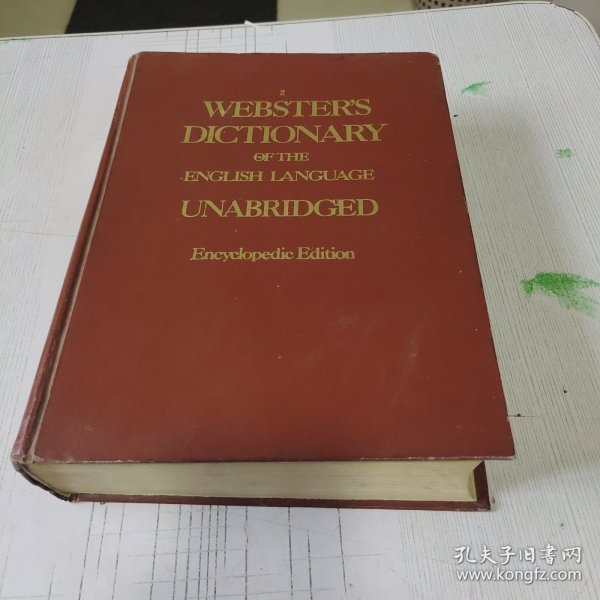 2
WEBSTER'S
DICTIONARY
OF THE
ENGLISH LANGUAGE
UNABRIDGED
Encyclopedic Edition
孔夫子旧书网
www.kongfz.com